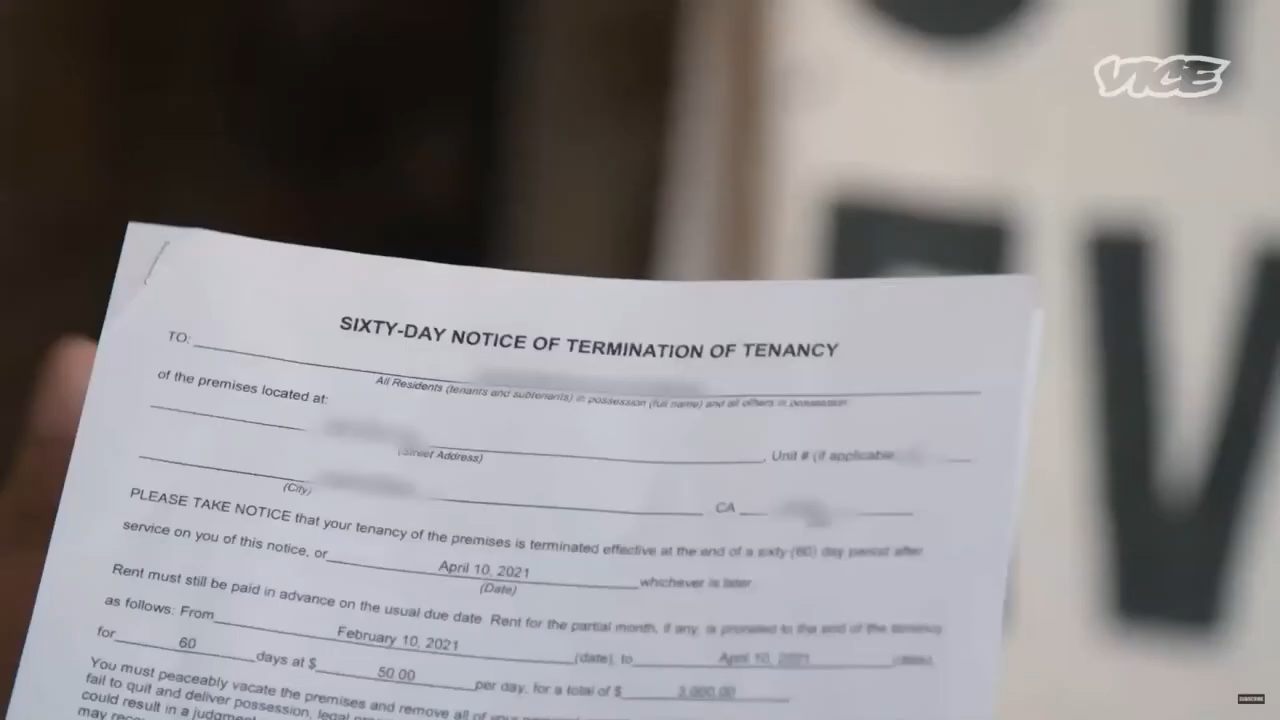 VICE
SIXTY-DAY NOTICE OF TERMINATION OF TENANCY
TO:
All Residents (tenants and subtenants) in possession (full name) and all others in possession
of the premises located at:
(Street Address)
, Unit # (if applicable
(City)
CA
PLEASE TAKE NOTICE that your tenancy of the premises is terminated effective at the end of a sixty (60) day period after
service on you of this notice, or April 10, 2021 whichever is later.
(Date)
Rent must still be paid in advance on the usual due date. Rent for the partial month, if any, is prorated to the end of the tenancy
as follows: From February 10, 2021 (date), to April 10, 2021 (date),
for 60 days at $ 50.00 per day, for a total of $ 3,000.00
You must peaceably vacate the premises and remove all of your
fail to quit and deliver possession, legal
could result in a judgment
may
SUBSCRIBE